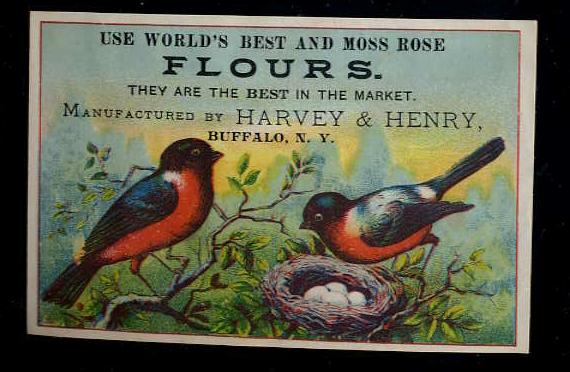 USE WORLD'S BEST AND MOSS ROSE
FLOURS.
THEY ARE THE BEST IN THE MARKET.
MANUFACTURED BY HARVEY & HENRY,
BUFFALO, N. Y.